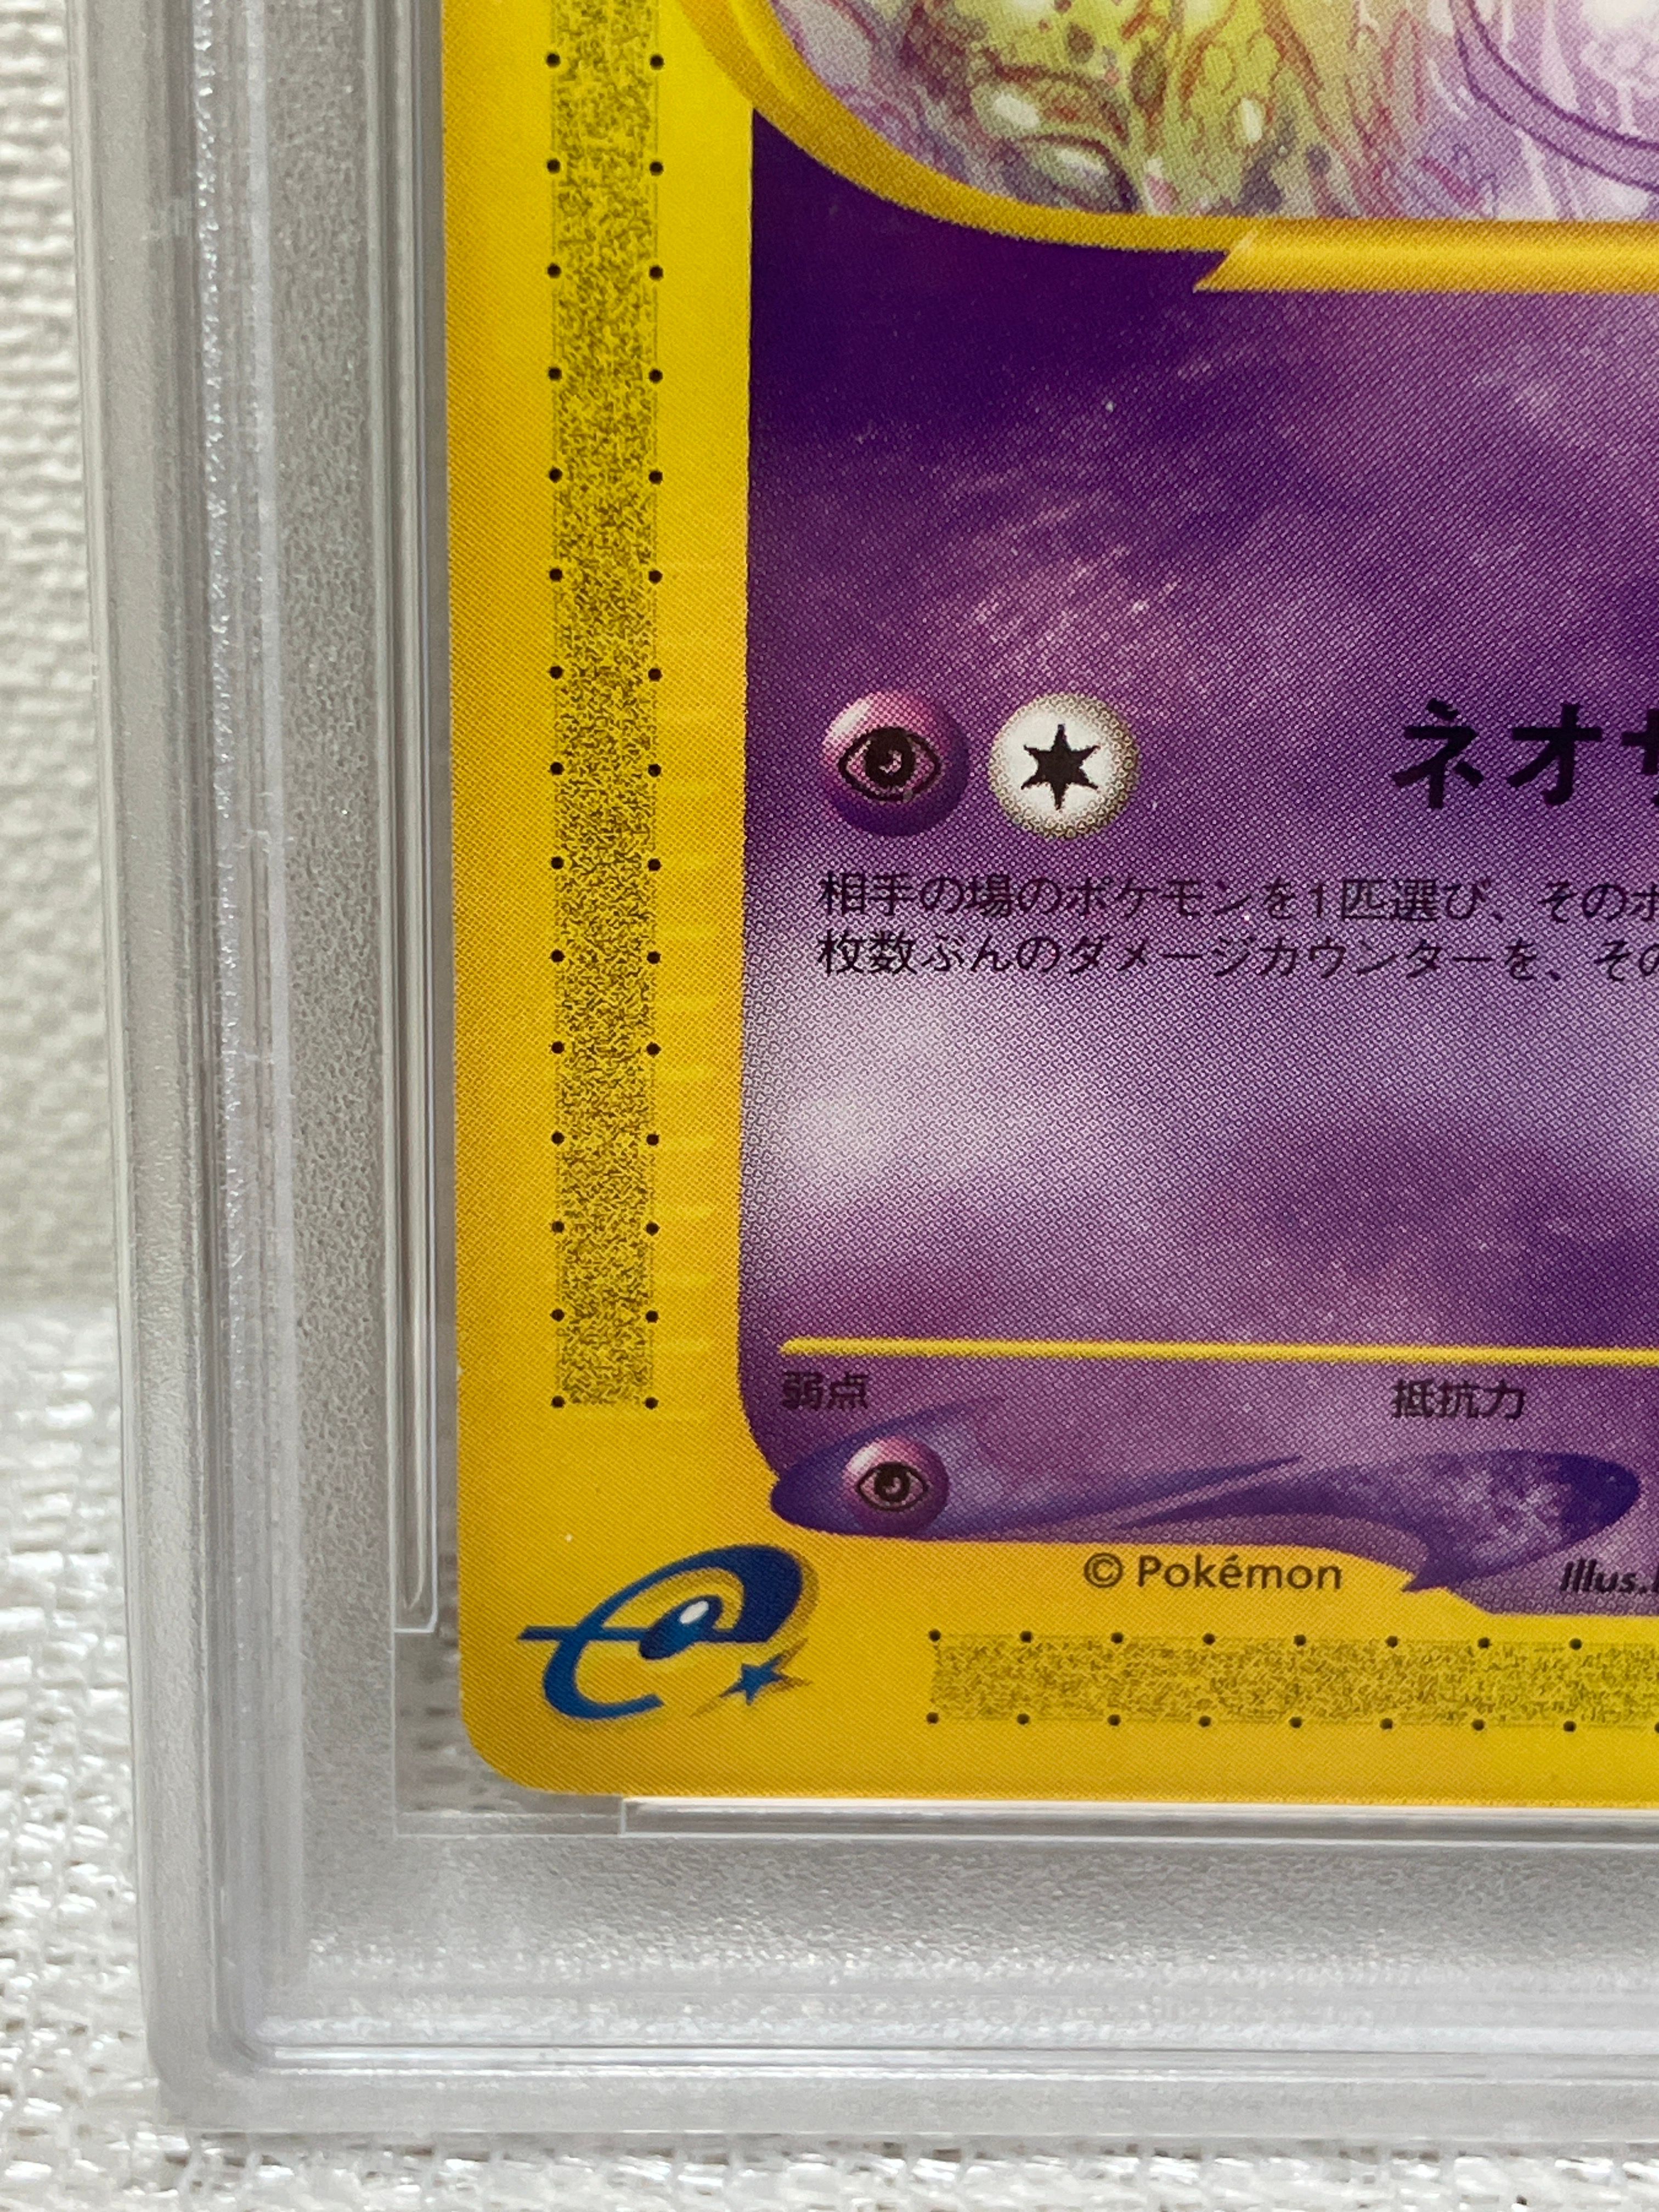 ネオサ
相手の場のポケモンを1匹選び、そのポ
枚数ぶんのダメージカウンターを、その
弱点 抵抗力
© Pokémon Illus.